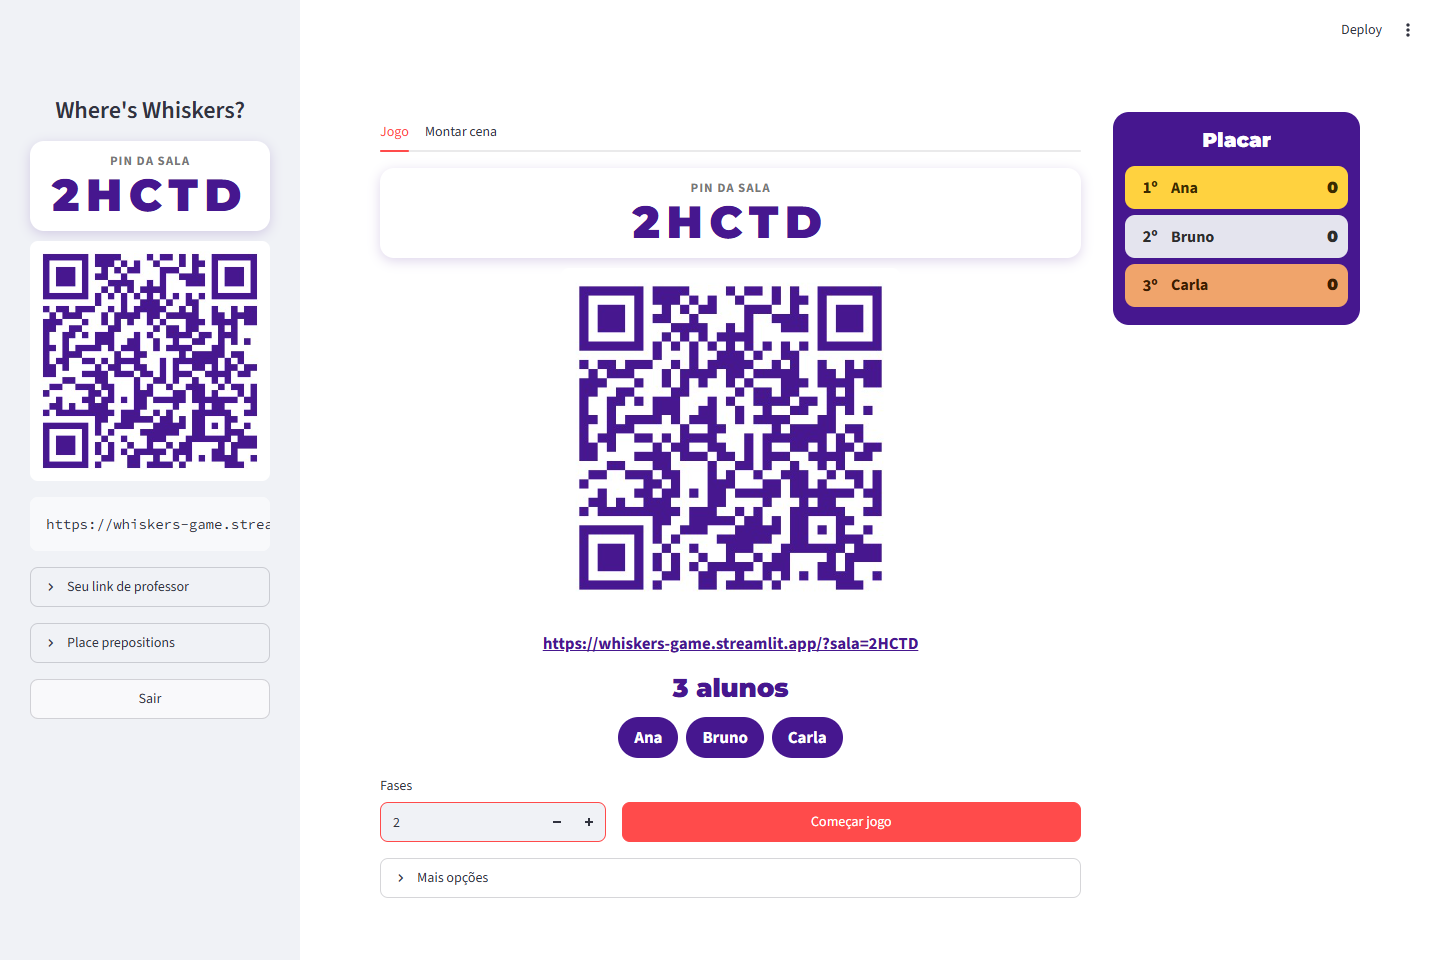 Deploy
Where's Whiskers?
PIN DA SALA
2HCTD
https://whiskers-game.strea
Seu link de professor
Place prepositions
Sair
Jogo
Montar cena
PIN DA SALA
2HCTD
https://whiskers-game.streamlit.app/?sala=2HCTD
3 alunos
Ana
Bruno
Carla
Fases
2
Começar jogo
Mais opções
Placar
1º Ana 0
2º Bruno 0
3º Carla 0